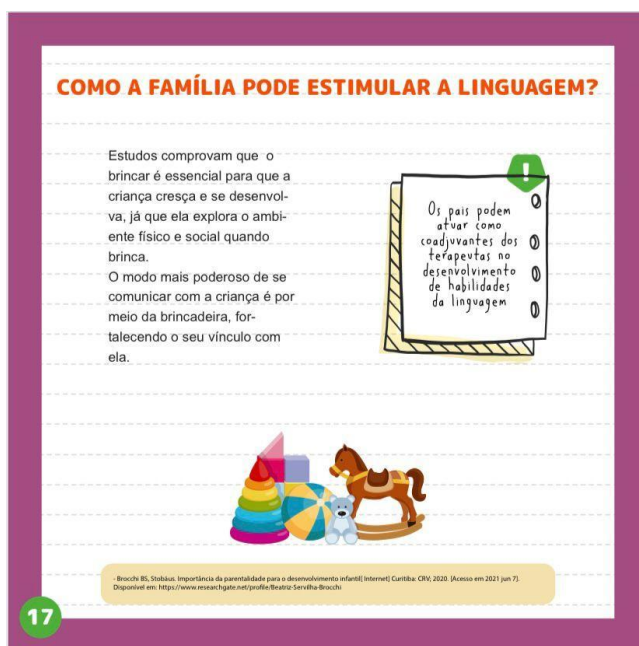 COMO A FAMÍLIA PODE ESTIMULAR A LINGUAGEM?
Estudos comprovam que o
brincar é essencial para que a
criança cresça e se desenvol-
va, já que ela explora o ambi-
ente físico e social quando
brinca.
O modo mais poderoso de se
comunicar com a criança é por
meio da brincadeira, for-
talecendo o seu vínculo com
ela.
!
Os pais podem
atuar como
coadjuvantes dos
terapeutas no
desenvolvimento
de habilidades
da linguagem
- Brocchi BS, Stobäus. Importância da parentalidade para o desenvolvimento infantil[ Internet] Curitiba: CRV; 2020. [Acesso em 2021 jun 7].
Disponível em: https://www.researchgate.net/profile/Beatriz-Servilha-Brocchi
17